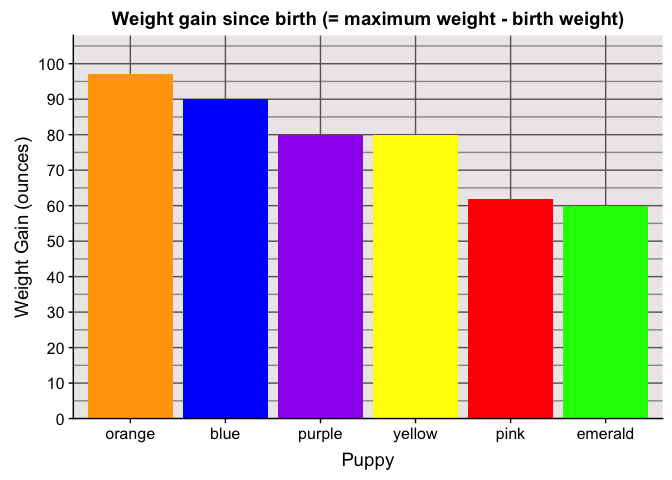 Weight gain since birth (= maximum weight - birth weight)
Weight Gain (ounces)
100
90
80
70
60
50
40
30
20
10
0
orange blue purple yellow pink emerald
Puppy